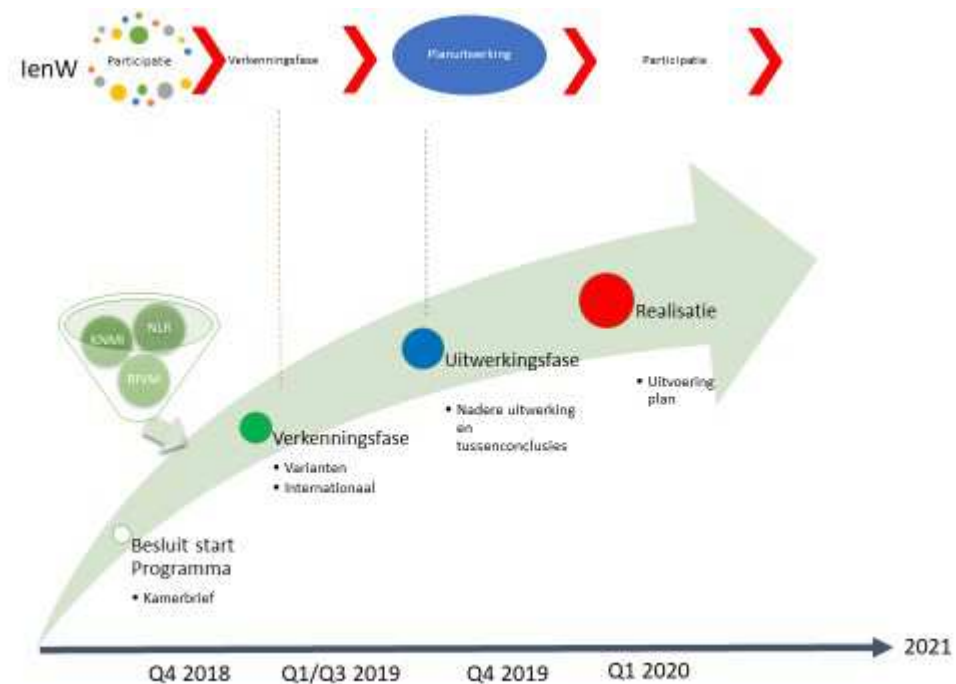 IenW
Participatie
Verkenningsfase
Planuitwerking
Participatie
KNMI
NLR
RIVM
Realisatie
• Uitvoering
plan
Uitwerkingsfase
• Nadere uitwerking
en
tussenconclusies
Verkenningsfase
• Varianten
• Internationaal
Besluit start
Programma
• Kamerbrief
2021
Q4 2018
Q1/Q3 2019
Q4 2019
Q1 2020